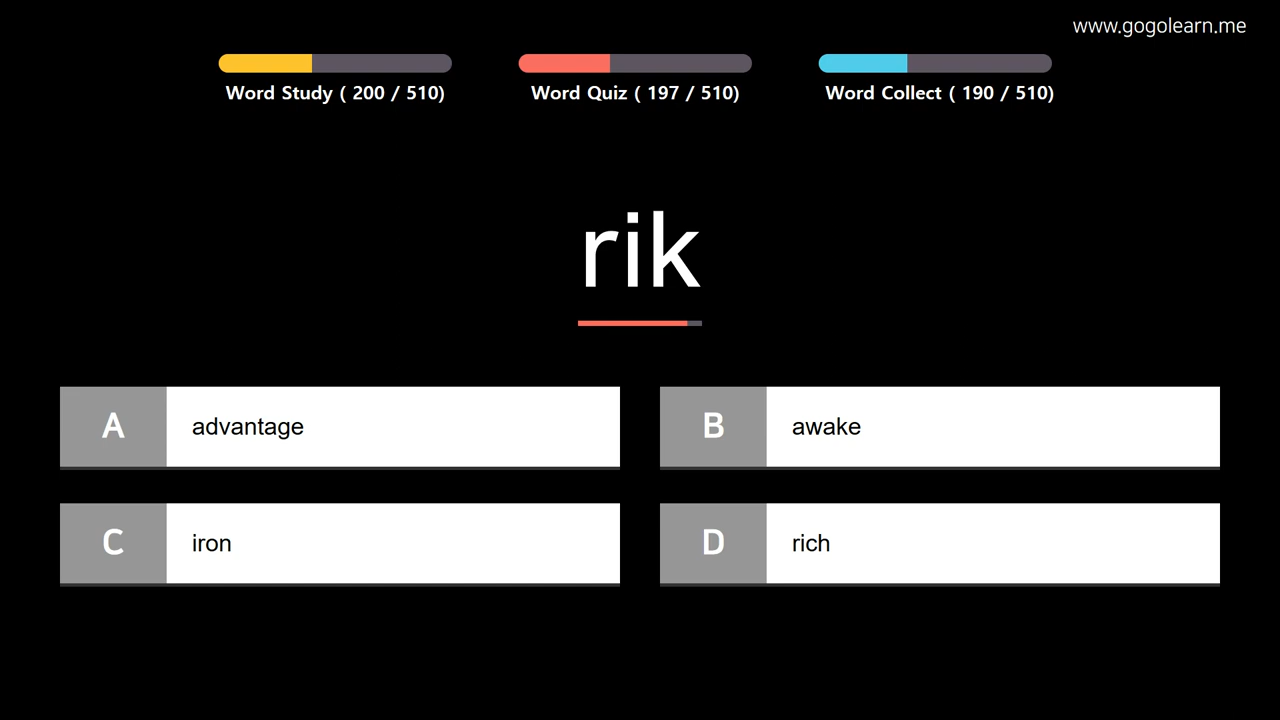 www.gogolearn.me
Word Study ( 200 / 510)
Word Quiz ( 197 / 510)
Word Collect ( 190 / 510)
rik
A advantage
B awake
C iron
D rich